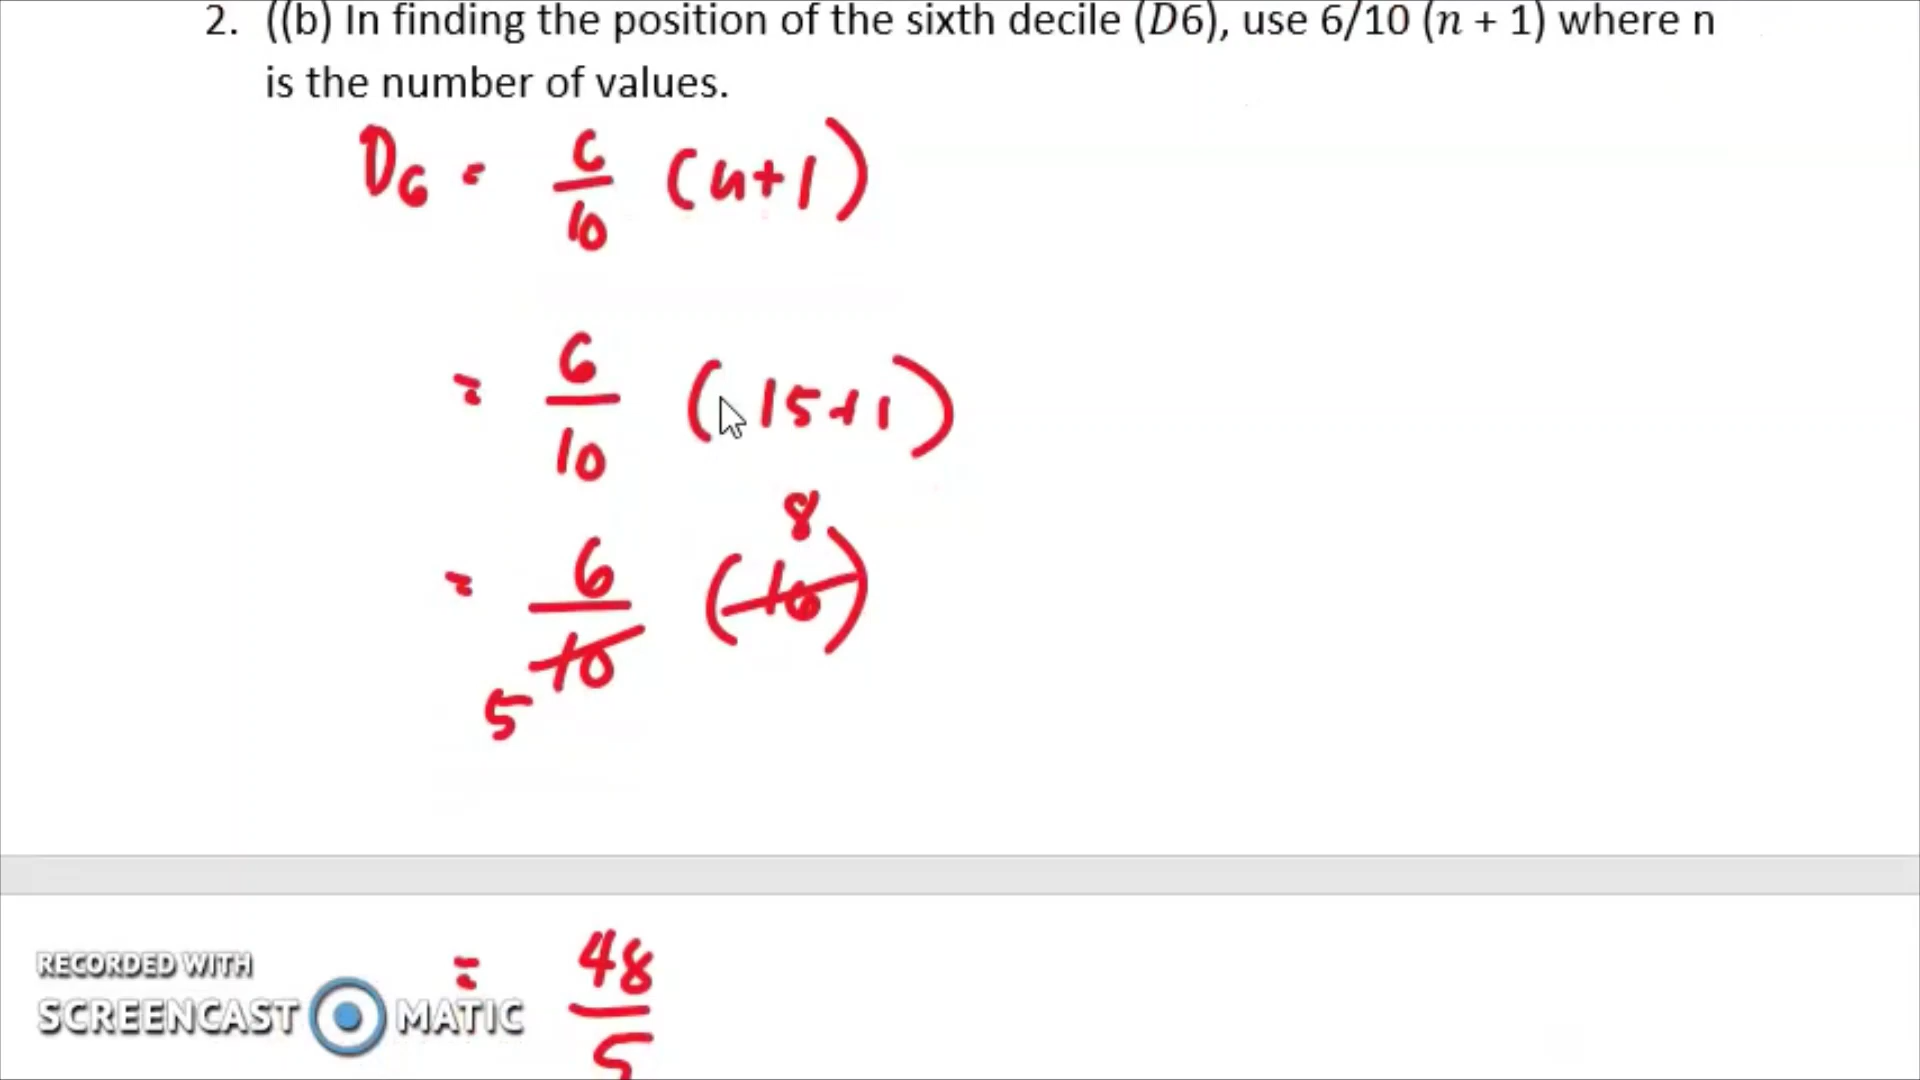 2. ((b) In finding the position of the sixth decile (D6), use 6/10 (n + 1) where n
is the number of values.
D6 = 6/10 (n+1)
= 6/10 (15+1)
8
= 6/10 (16)
5
= 48/5
RECORDED WITH
SCREENCAST MATIC